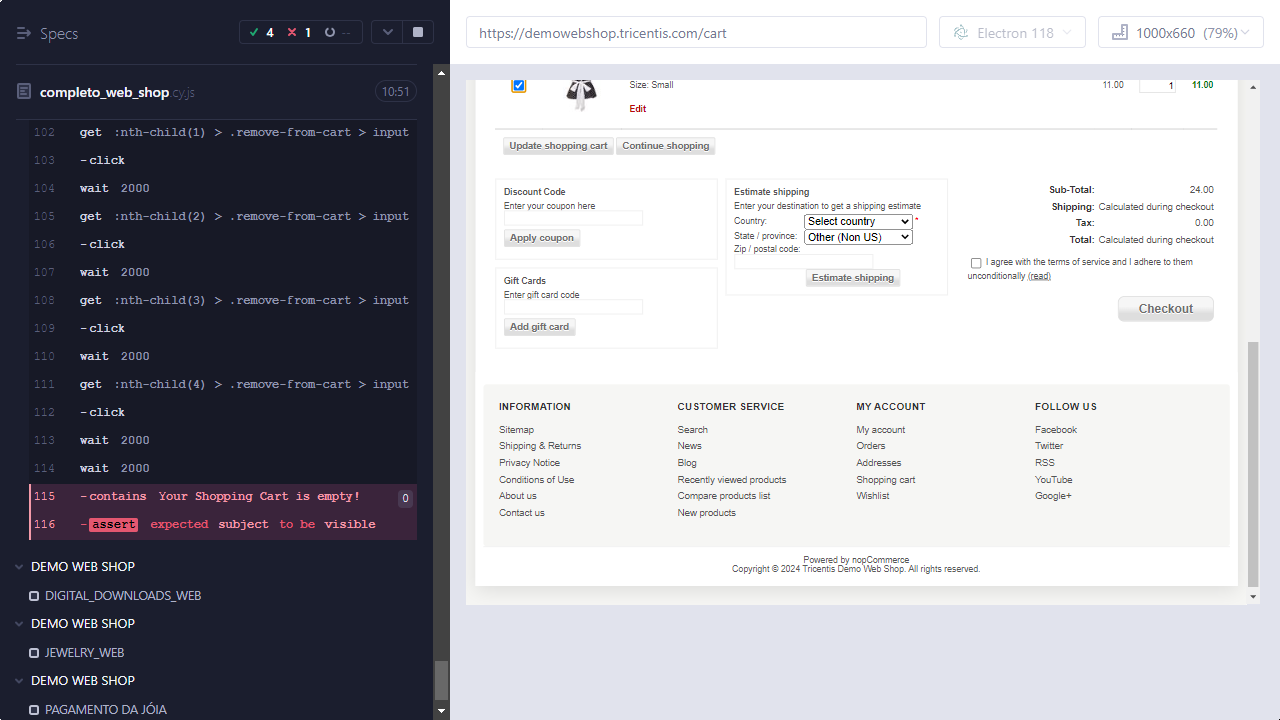 Specs
4
1
--
completo_web_shop.cy.js
10:51
102 get :nth-child(1) > .remove-from-cart > input
103 -click
104 wait 2000
105 get :nth-child(2) > .remove-from-cart > input
106 -click
107 wait 2000
108 get :nth-child(3) > .remove-from-cart > input
109 -click
110 wait 2000
111 get :nth-child(4) > .remove-from-cart > input
112 -click
113 wait 2000
114 wait 2000
115 -contains Your Shopping Cart is empty! 0
116 -assert expected subject to be visible
DEMO WEB SHOP
DIGITAL_DOWNLOADS_WEB
DEMO WEB SHOP
JEWELRY_WEB
DEMO WEB SHOP
PAGAMENTO DA JÓIA
https://demowebshop.tricentis.com/cart
Electron 118
1000x660 (79%)
Size: Small
11.00
1
11.00
Edit
Update shopping cart
Continue shopping
Discount Code
Enter your coupon here
Apply coupon
Gift Cards
Enter gift card code
Add gift card
Estimate shipping
Enter your destination to get a shipping estimate
Country: Select country *
State / province: Other (Non US)
Zip / postal code:
Estimate shipping
Sub-Total: 24.00
Shipping: Calculated during checkout
Tax: 0.00
Total: Calculated during checkout
I agree with the terms of service and I adhere to them
unconditionally (read)
Checkout
INFORMATION
Sitemap
Shipping & Returns
Privacy Notice
Conditions of Use
About us
Contact us
CUSTOMER SERVICE
Search
News
Blog
Recently viewed products
Compare products list
New products
MY ACCOUNT
My account
Orders
Addresses
Shopping cart
Wishlist
FOLLOW US
Facebook
Twitter
RSS
YouTube
Google+
Powered by nopCommerce
Copyright © 2024 Tricentis Demo Web Shop. All rights reserved.